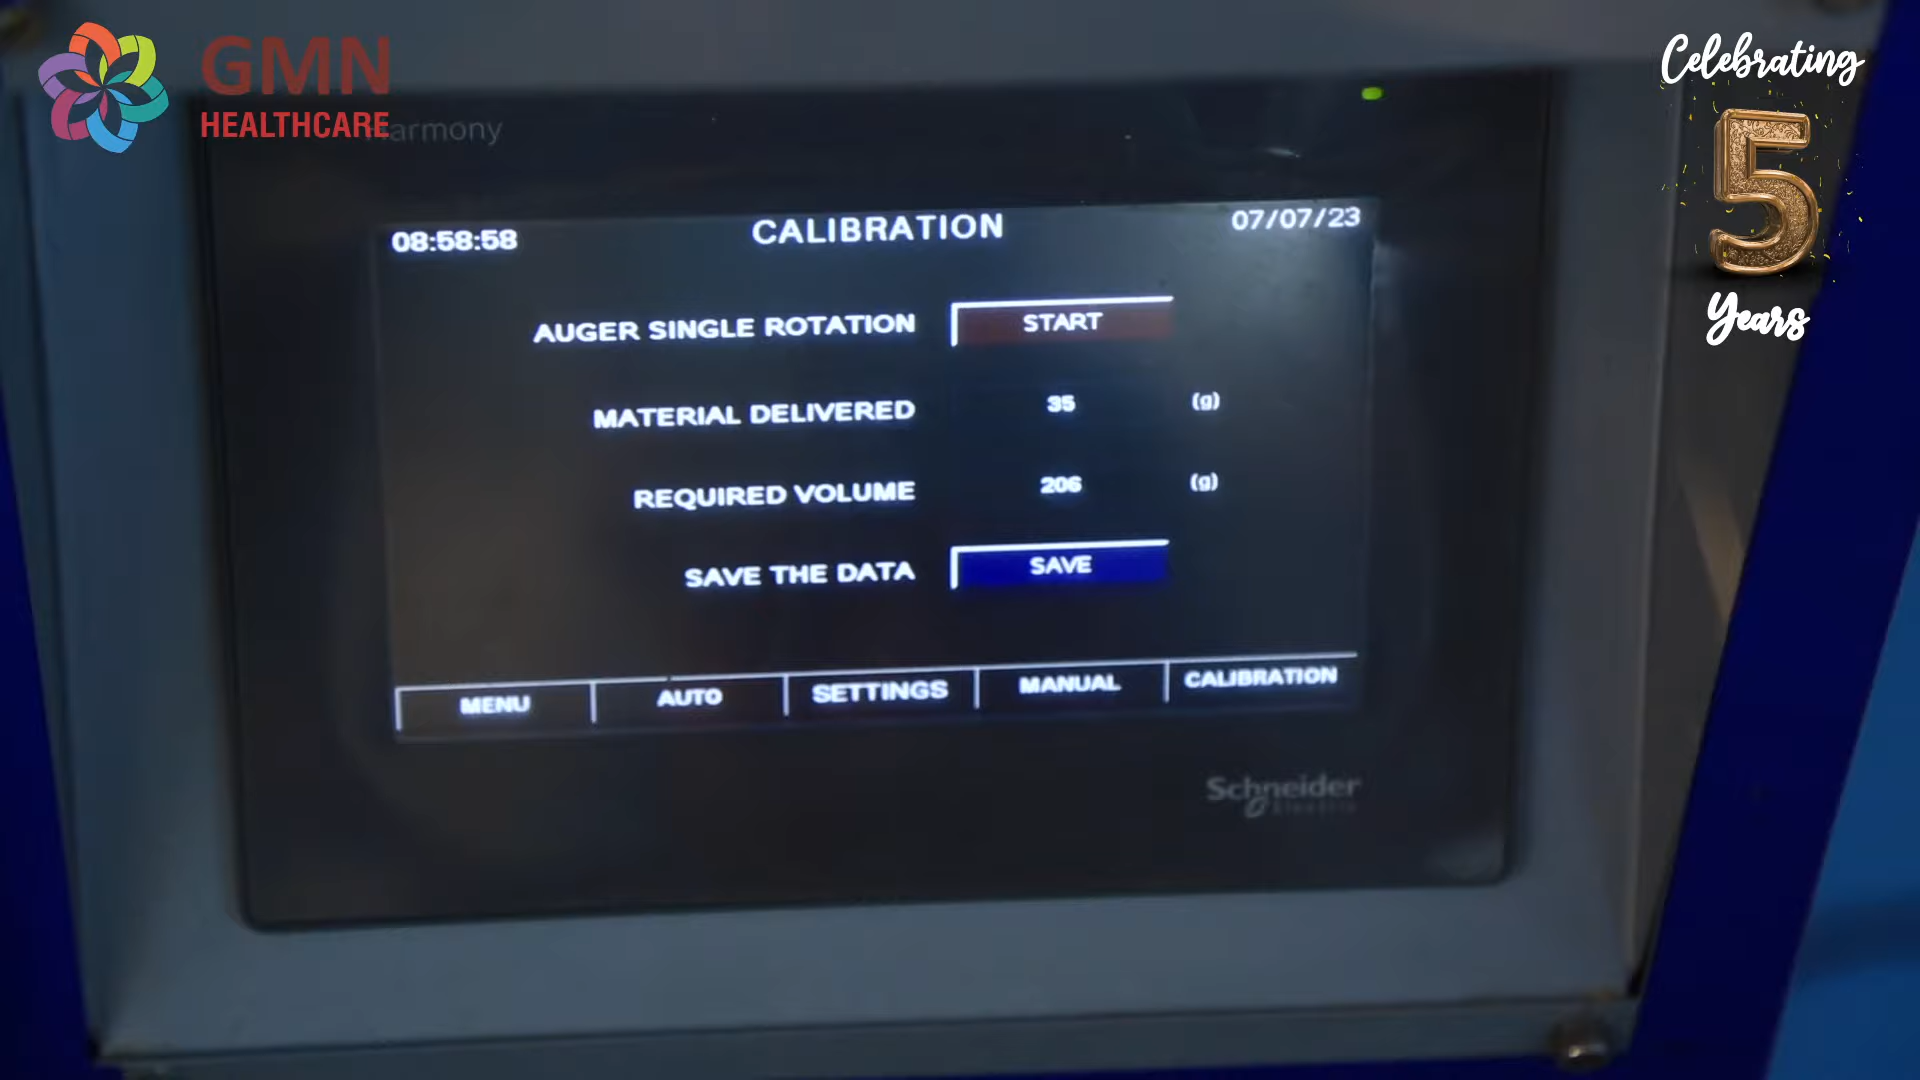 GMN
HEALTHCARE
Harmony
Celebrating
5
Years
08:58:58
CALIBRATION
07/07/23
AUGER SINGLE ROTATION
START
MATERIAL DELIVERED
35
(g)
REQUIRED VOLUME
206
(g)
SAVE THE DATA
SAVE
MENU
AUTO
SETTINGS
MANUAL
CALIBRATION
Schneider
Electric